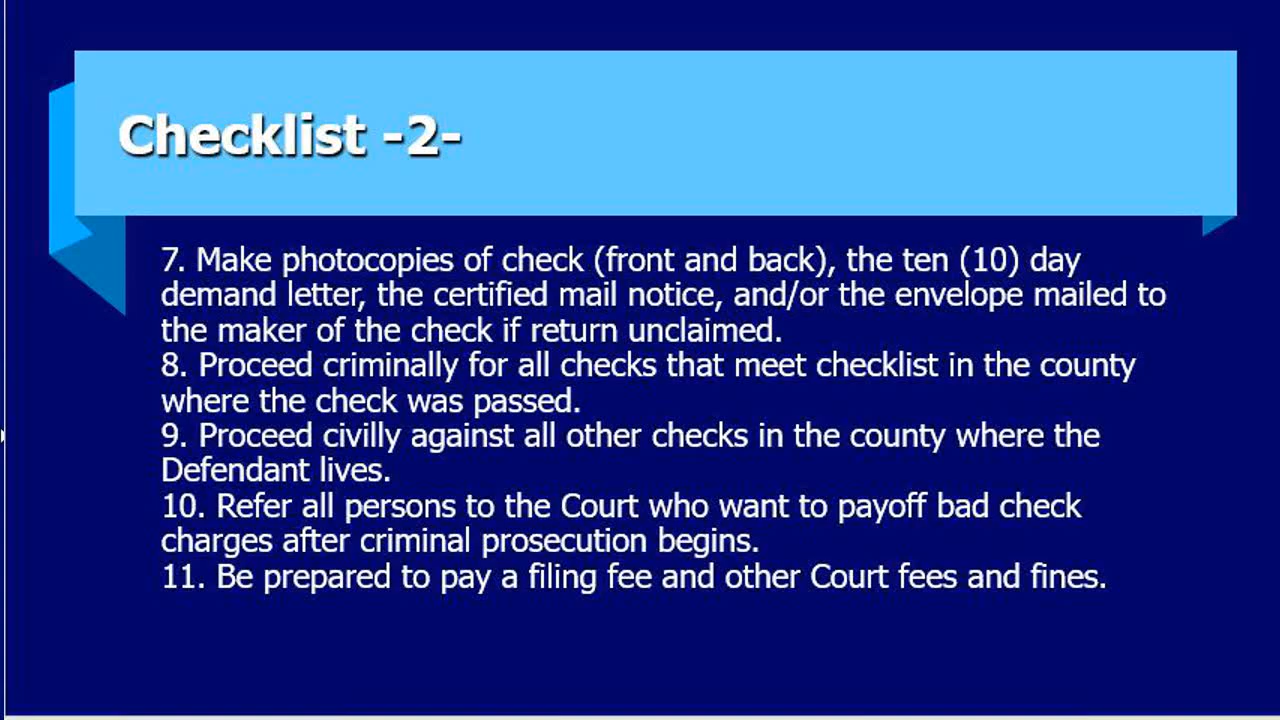 Checklist -2-
7. Make photocopies of check (front and back), the ten (10) day
demand letter, the certified mail notice, and/or the envelope mailed to
the maker of the check if return unclaimed.
8. Proceed criminally for all checks that meet checklist in the county
where the check was passed.
9. Proceed civilly against all other checks in the county where the
Defendant lives.
10. Refer all persons to the Court who want to payoff bad check
charges after criminal prosecution begins.
11. Be prepared to pay a filing fee and other Court fees and fines.